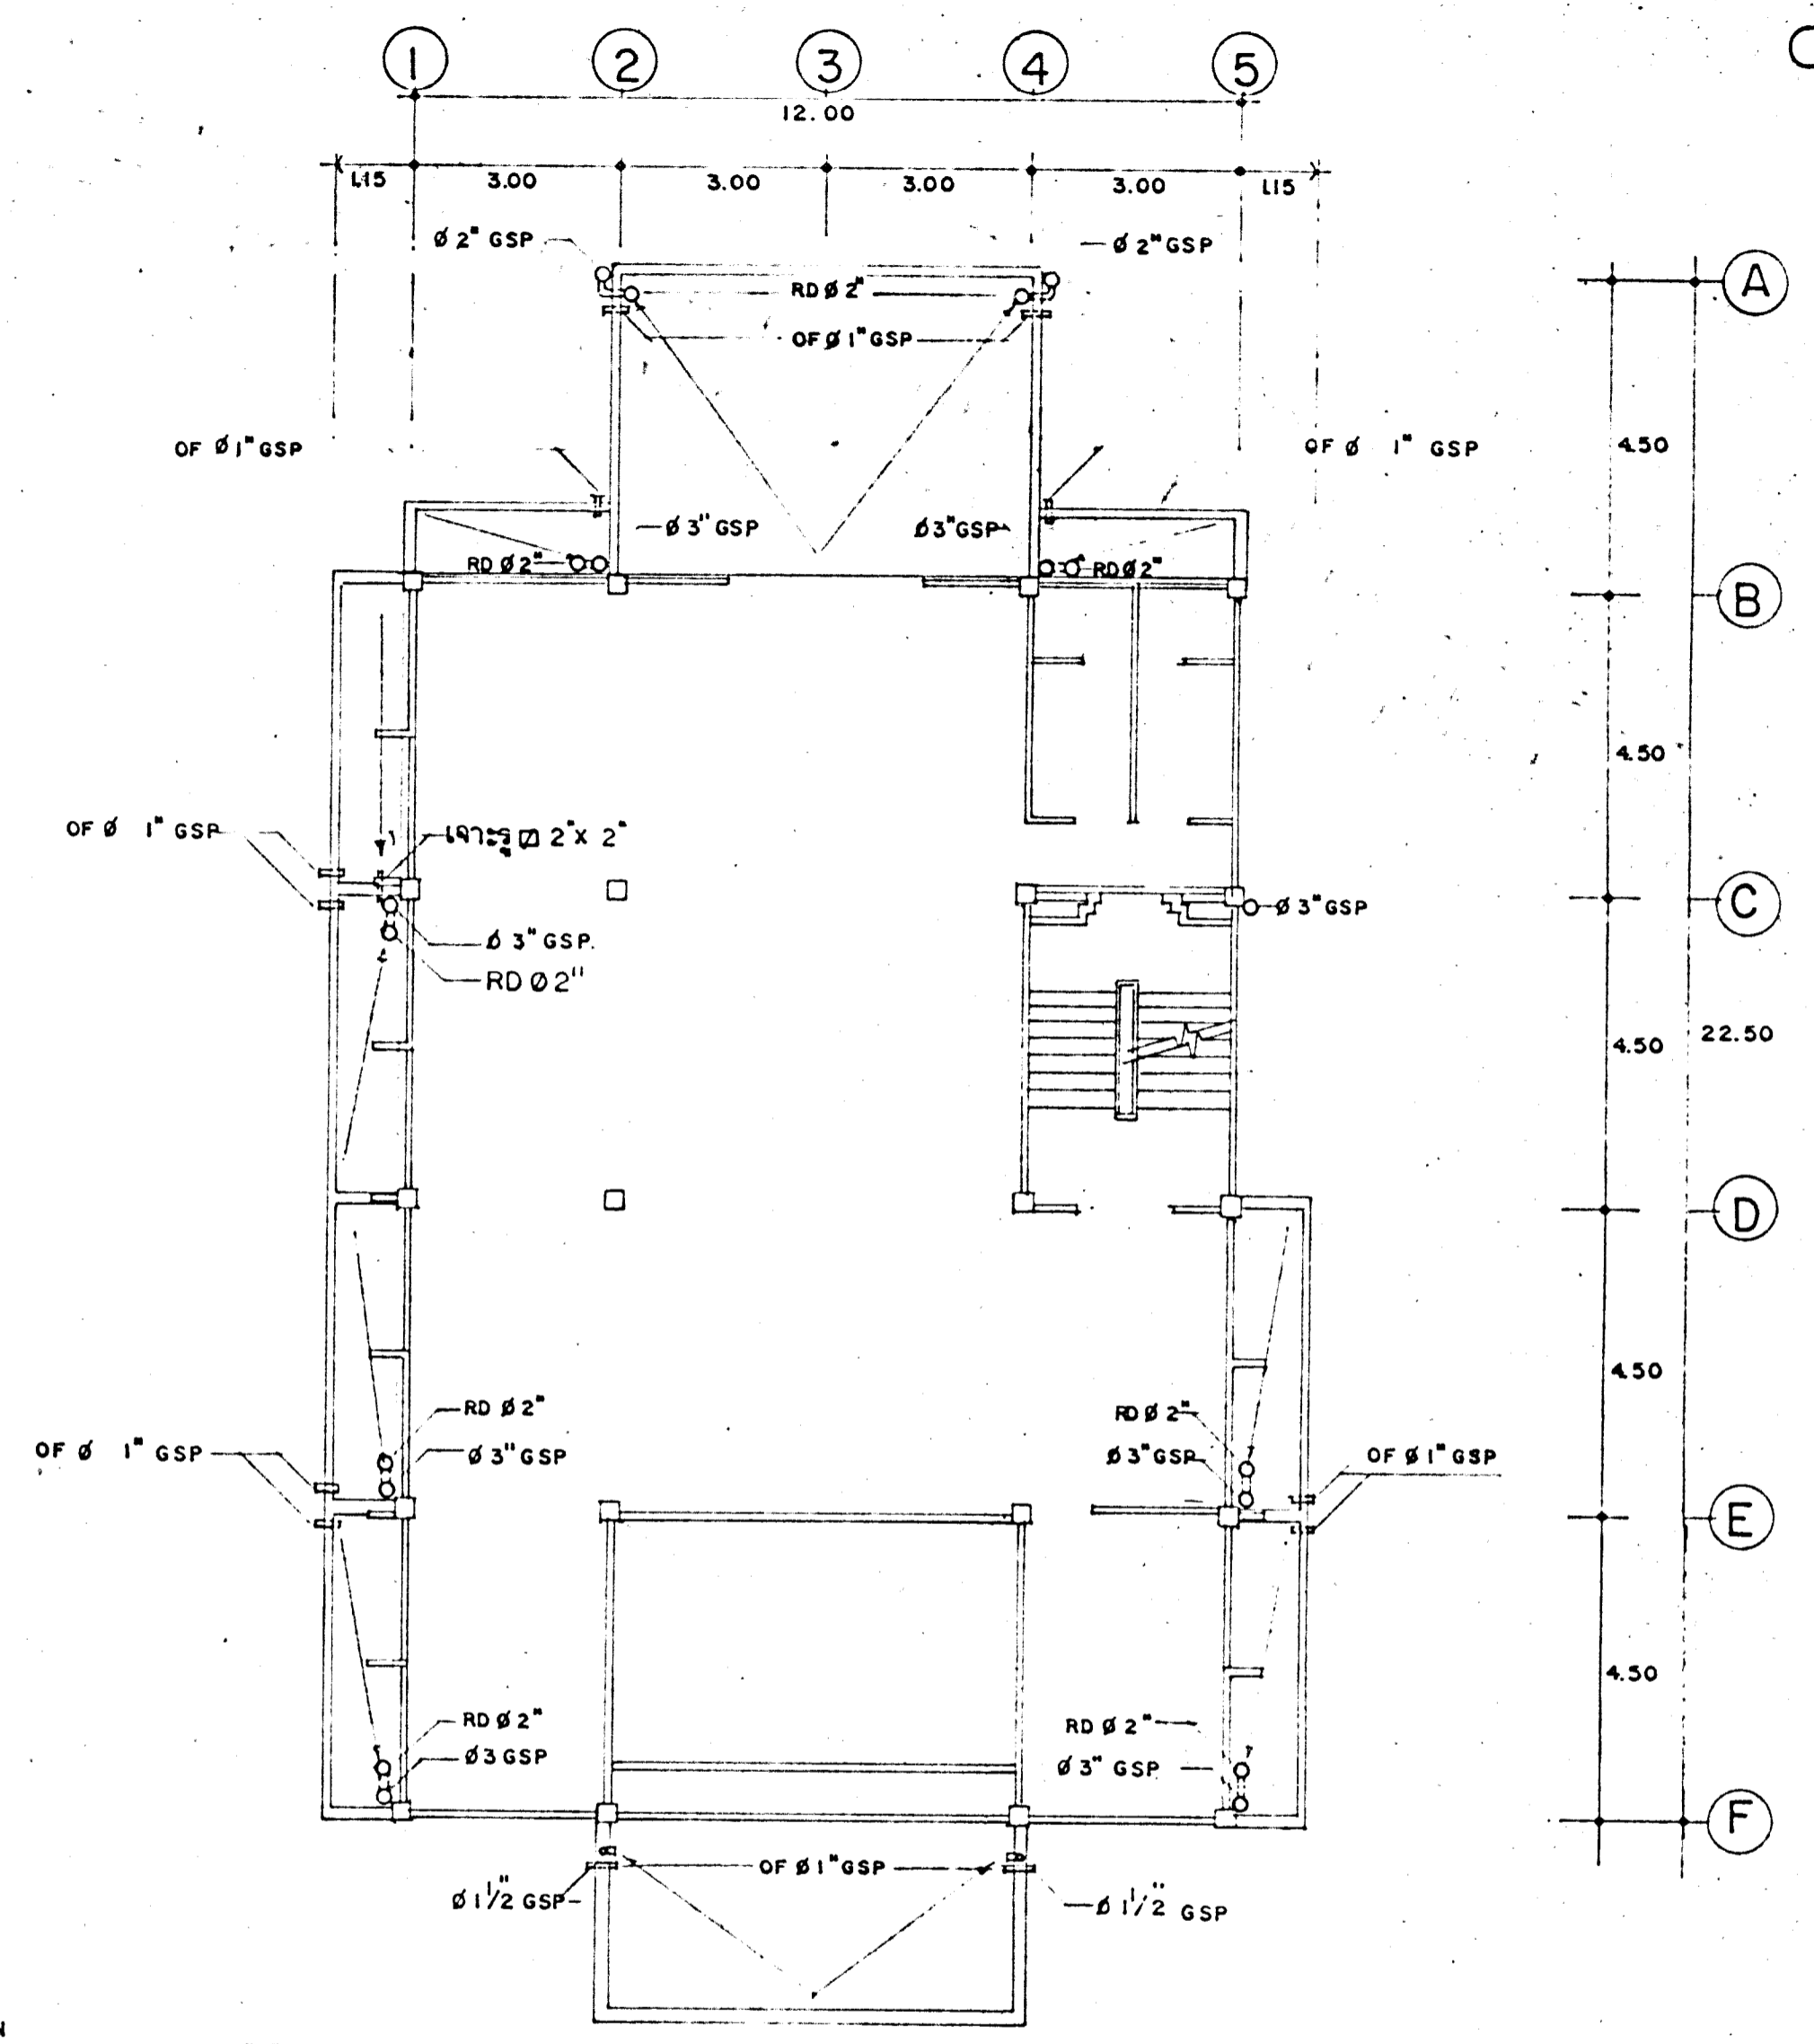 1 2 3 4 5
12.00
1.15 3.00 3.00 3.00 3.00 1.15
Ø 2" GSP
Ø 2" GSP
A
RD Ø 2"
OF Ø 1" GSP
OF Ø 1" GSP
OF Ø 1" GSP
4.50
Ø 3" GSP
Ø 3" GSP
RD Ø 2"
RD Ø 2"
B
4.50
OF Ø 1" GSP
เจาะรู 2" X 2"
C
Ø 3" GSP
Ø 3" GSP.
RD Ø 2"
4.50
22.50
D
4.50
RD Ø 2"
RD Ø 2"
OF Ø 1" GSP
Ø 3" GSP
Ø 3" GSP
OF Ø 1" GSP
E
4.50
RD Ø 2"
RD Ø 2"
Ø 3 GSP
Ø 3" GSP
F
OF Ø 1" GSP
Ø 1 1/2 GSP
Ø 1 1/2" GSP